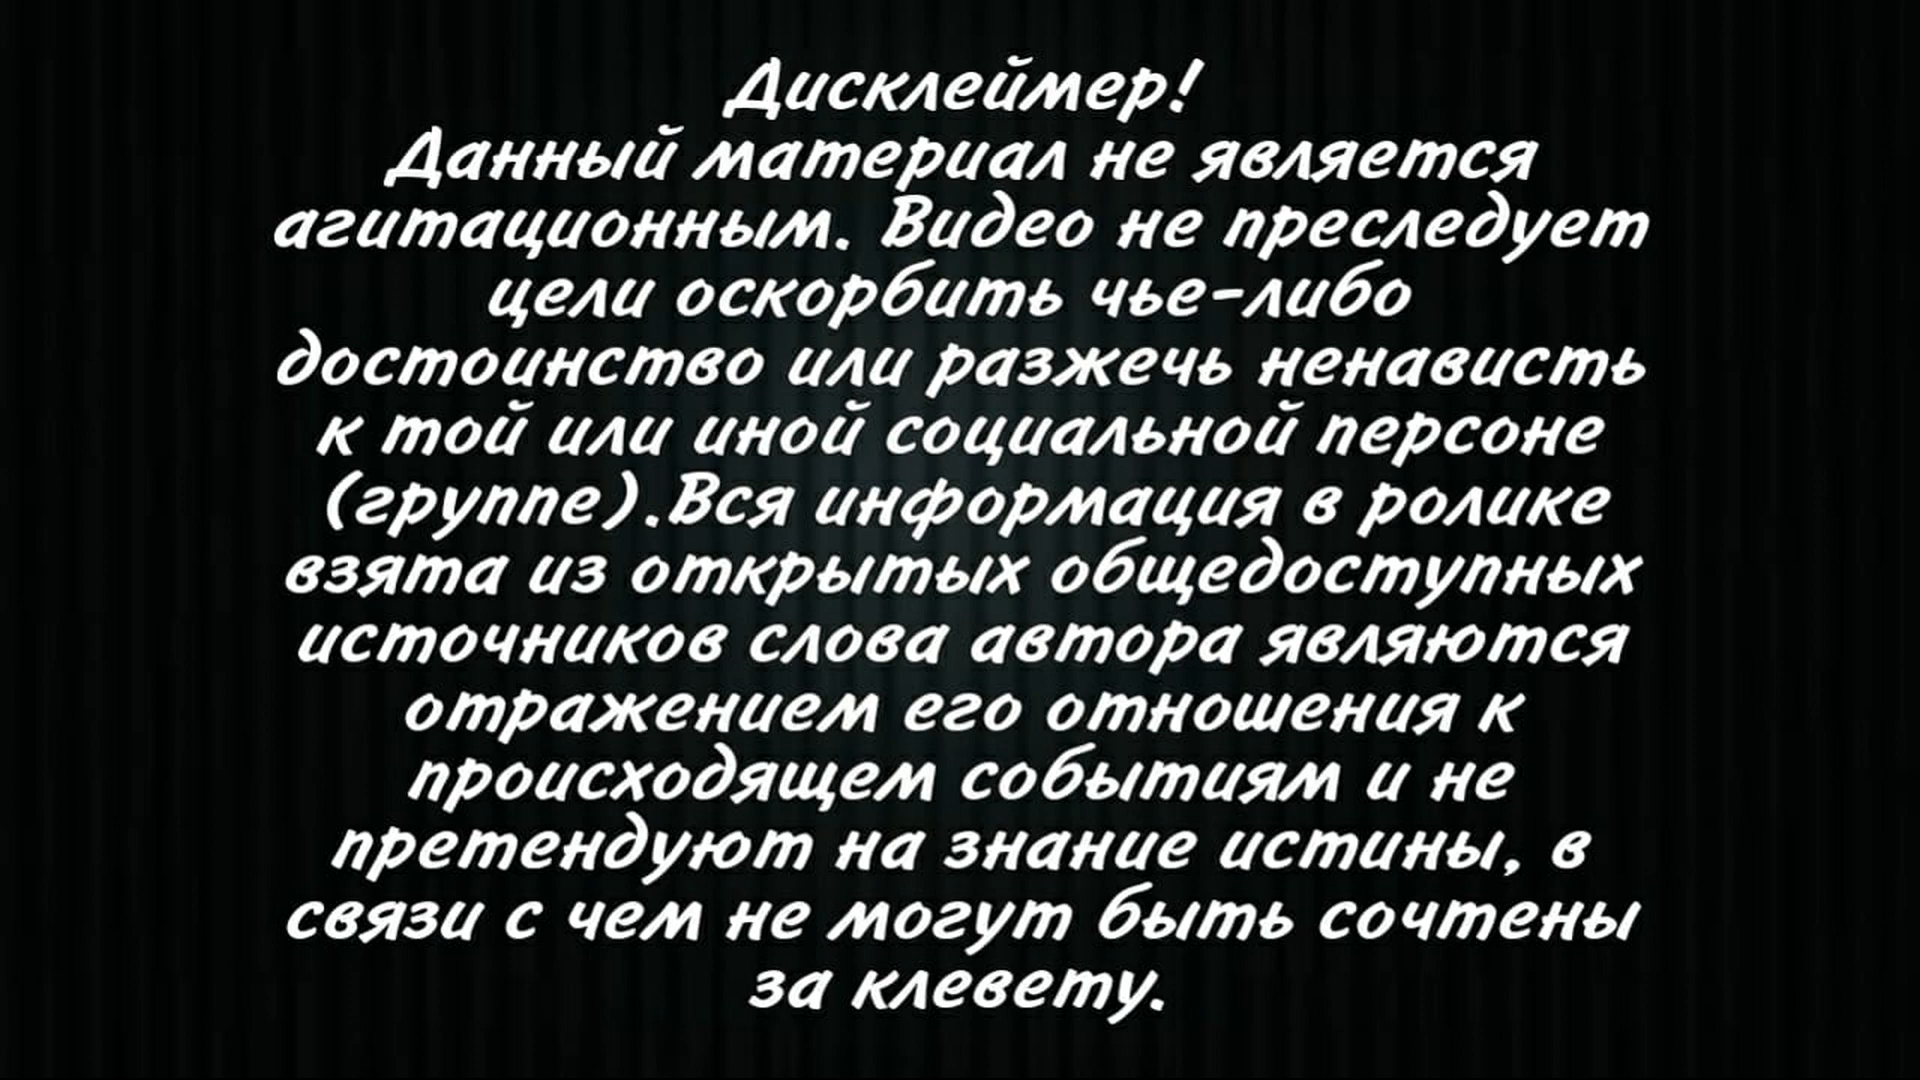 Дисклеймер!
Данный материал не является
агитационным. Видео не преследует
цели оскорбить чье-либо
достоинство или разжечь ненависть
к той или иной социальной персоне
(группе).Вся информация в ролике
взята из открытых общедоступных
источников слова автора являются
отражением его отношения к
происходящем событиям и не
претендуют на знание истины, в
связи с чем не могут быть сочтены
за клевету.